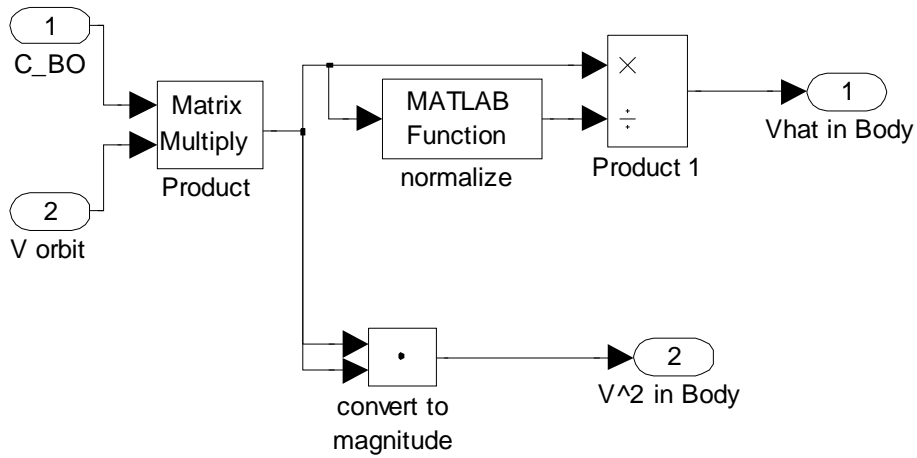 1
C_BO
Matrix
Multiply
Product
2
V orbit
MATLAB
Function
normalize
×
÷
Product 1
1
Vhat in Body
convert to
magnitude
2
V^2 in Body